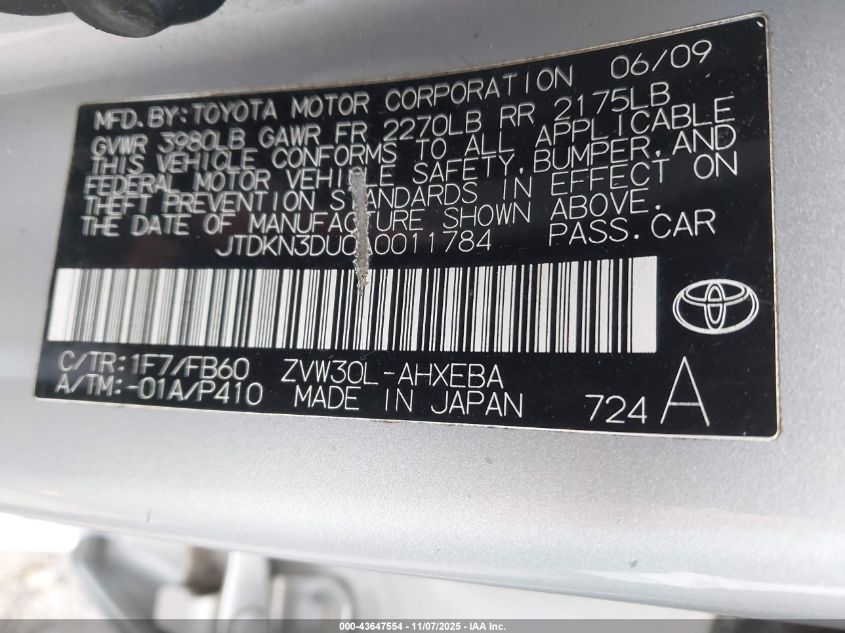 MFD.BY:TOYOTA MOTOR CORPORATION 06/09
GVWR 3980LB GAWR FR 2270LB RR 2175LB
THIS VEHICLE CONFORMS TO ALL APPLICABLE
FEDERAL MOTOR VEHICLE SAFETY,BUMPER,AND
THEFT PREVENTION STANDARDS IN EFFECT ON
THE DATE OF MANUFACTURE SHOWN ABOVE.
JTDKN3DU0A0011784 PASS.CAR
C/TR:1F7/FB60 ZVW30L-AHXEBA
A/TM:-01A/P410 MADE IN JAPAN 724 A
000-43647554 | 11/07/2025 - IAA Inc.